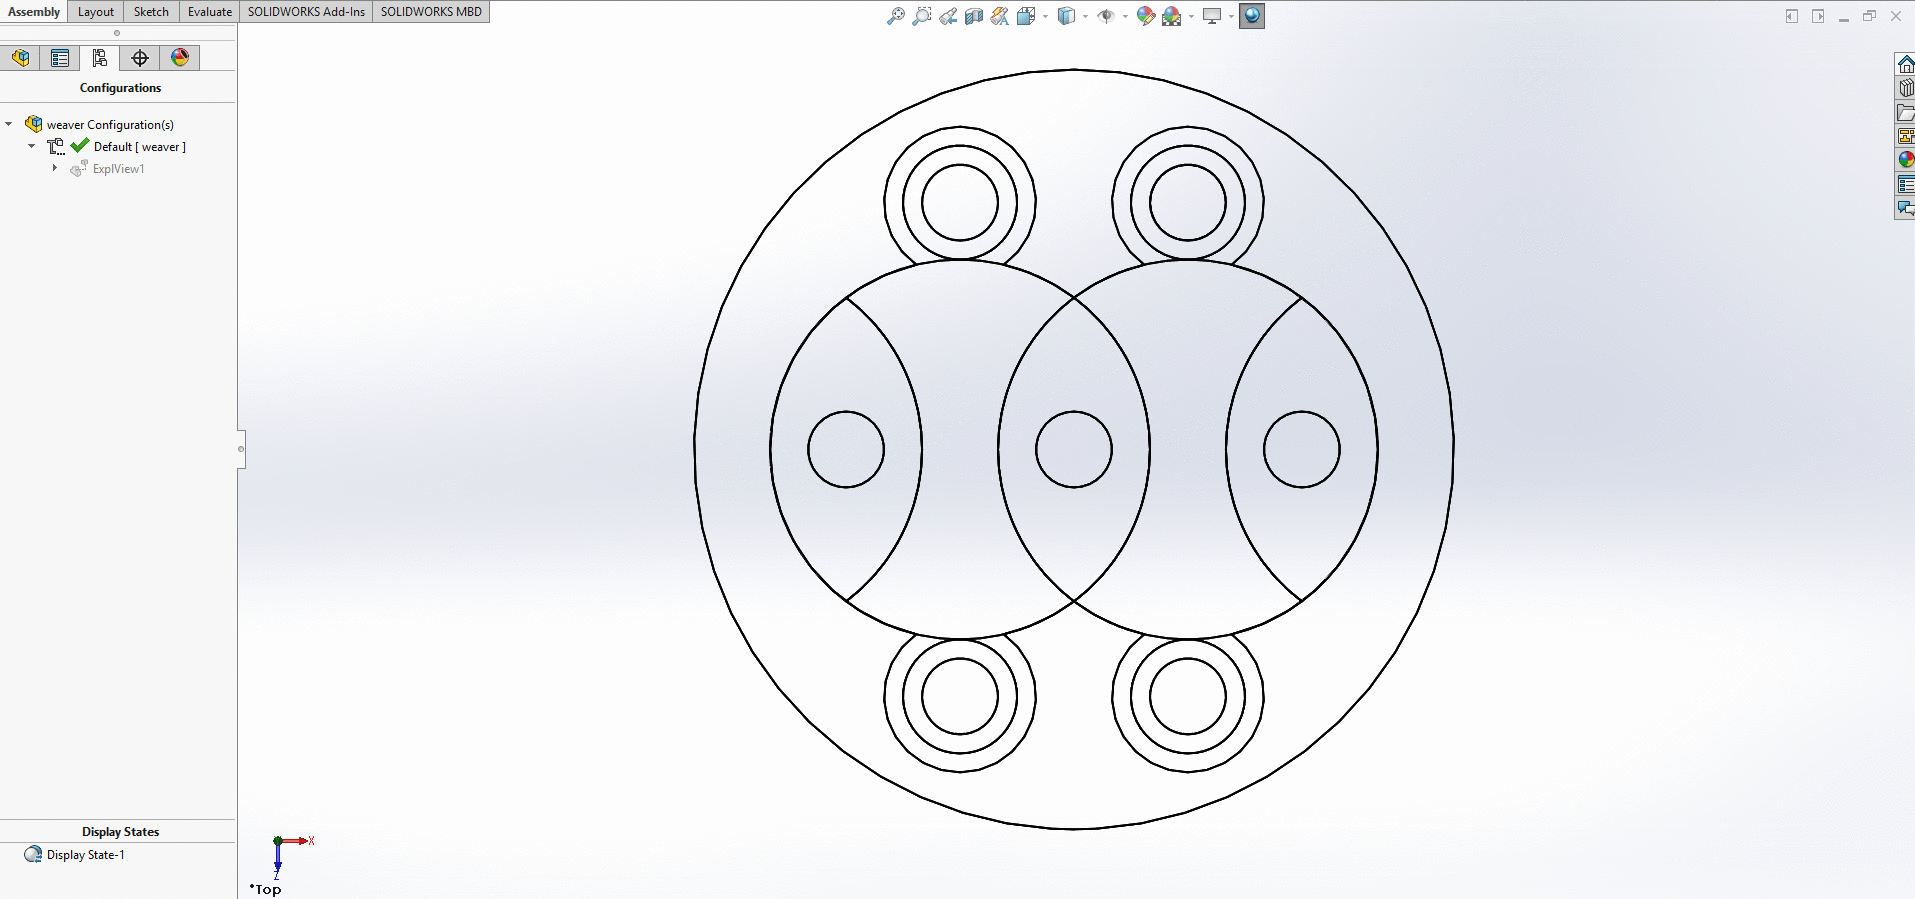 Assembly Layout Sketch Evaluate SOLIDWORKS Add-Ins SOLIDWORKS MBD
Configurations
weaver Configuration(s)
Default [ weaver ]
ExplView1
Display States
Display State-1
X
Z
*Top